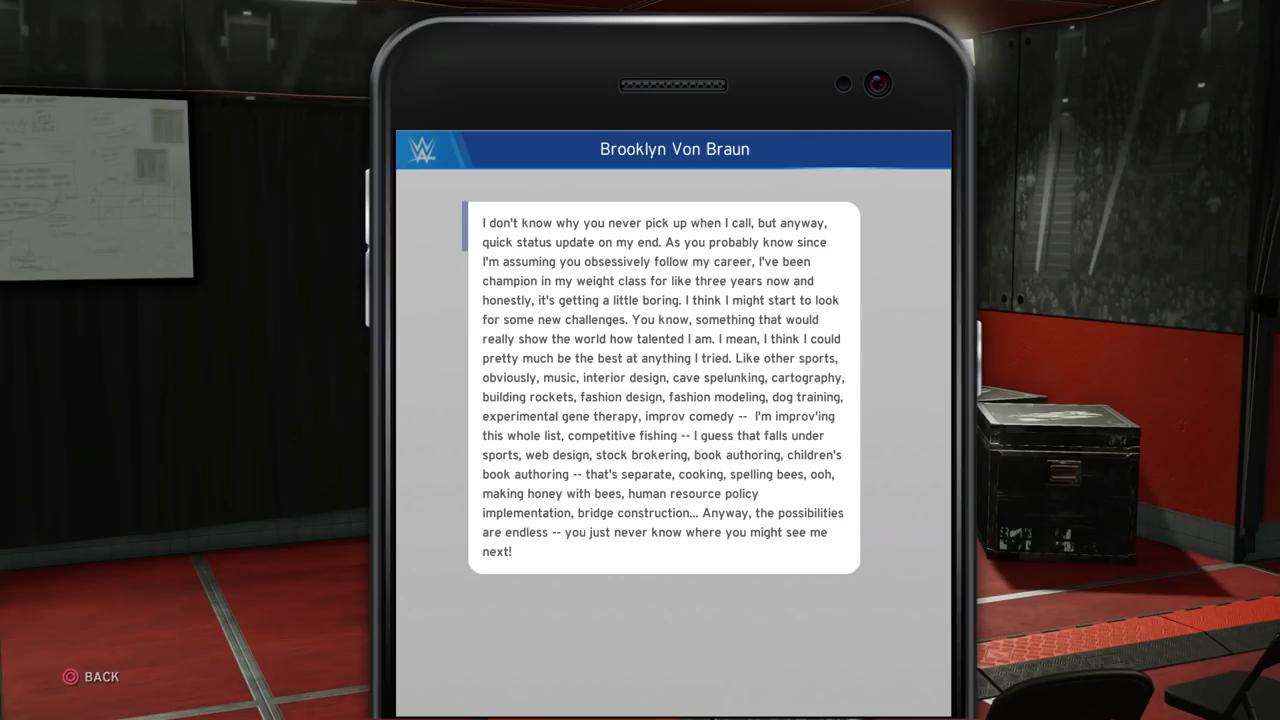 Brooklyn Von Braun
I don't know why you never pick up when I call, but anyway,
quick status update on my end. As you probably know since
I'm assuming you obsessively follow my career, I've been
champion in my weight class for like three years now and
honestly, it's getting a little boring. I think I might start to look
for some new challenges. You know, something that would
really show the world how talented I am. I mean, I think I could
pretty much be the best at anything I tried. Like other sports,
obviously, music, interior design, cave spelunking, cartography,
building rockets, fashion design, fashion modeling, dog training,
experimental gene therapy, improv comedy --  I'm improv'ing
this whole list, competitive fishing -- I guess that falls under
sports, web design, stock brokering, book authoring, children's
book authoring -- that's separate, cooking, spelling bees, ooh,
making honey with bees, human resource policy
implementation, bridge construction... Anyway, the possibilities
are endless -- you just never know where you might see me
next!
BACK